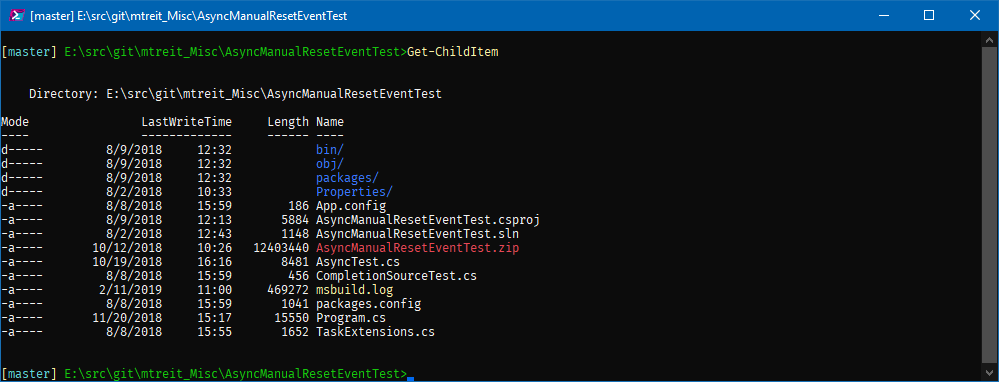 [master] E:\src\git\mtreit_Misc\AsyncManualResetEventTest
[master] E:\src\git\mtreit_Misc\AsyncManualResetEventTest>Get-ChildItem
Directory: E:\src\git\mtreit_Misc\AsyncManualResetEventTest
Mode LastWriteTime Length Name
---- ------------- ------ ----
d----- 8/9/2018 12:32 bin/
d----- 8/9/2018 12:32 obj/
d----- 8/9/2018 12:32 packages/
d----- 8/2/2018 10:33 Properties/
-a---- 8/8/2018 15:59 186 App.config
-a---- 8/9/2018 12:13 5884 AsyncManualResetEventTest.csproj
-a---- 8/2/2018 12:43 1148 AsyncManualResetEventTest.sln
-a---- 10/12/2018 10:26 12403440 AsyncManualResetEventTest.zip
-a---- 10/19/2018 16:16 8481 AsyncTest.cs
-a---- 8/8/2018 15:59 456 CompletionSourceTest.cs
-a---- 2/11/2019 11:00 469272 msbuild.log
-a---- 8/8/2018 15:59 1041 packages.config
-a---- 11/20/2018 15:17 15550 Program.cs
-a---- 8/8/2018 15:55 1652 TaskExtensions.cs
[master] E:\src\git\mtreit_Misc\AsyncManualResetEventTest>